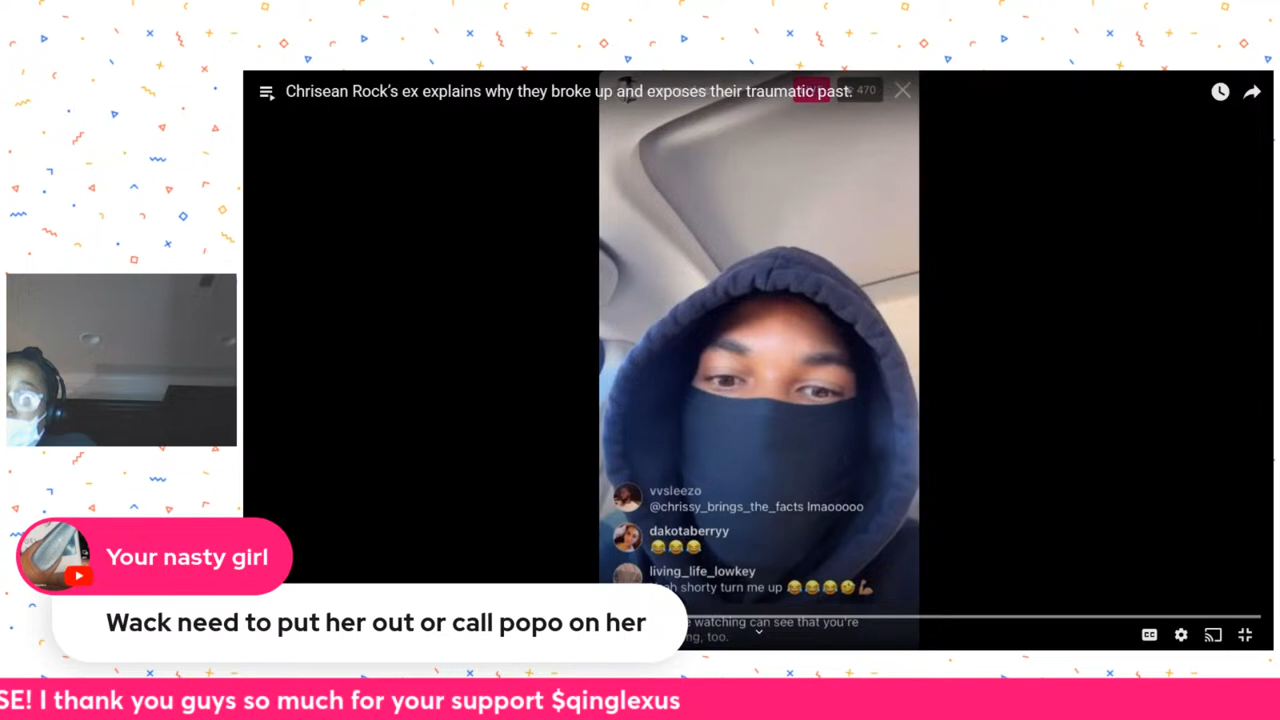 Chrisean Rock's ex explains why they broke up and exposes their traumatic past.
470
vvsleezo
@chrissy_brings_the_facts lmaooooo
dakotaberryy
😂😂😂
living_life_lowkey
shorty turn me up 😂😂😂🤣💪🏽
watching can see that you're
too.
CC
Your nasty girl
Wack need to put her out or call popo on her
SE! I thank you guys so much for your support $qinglexus